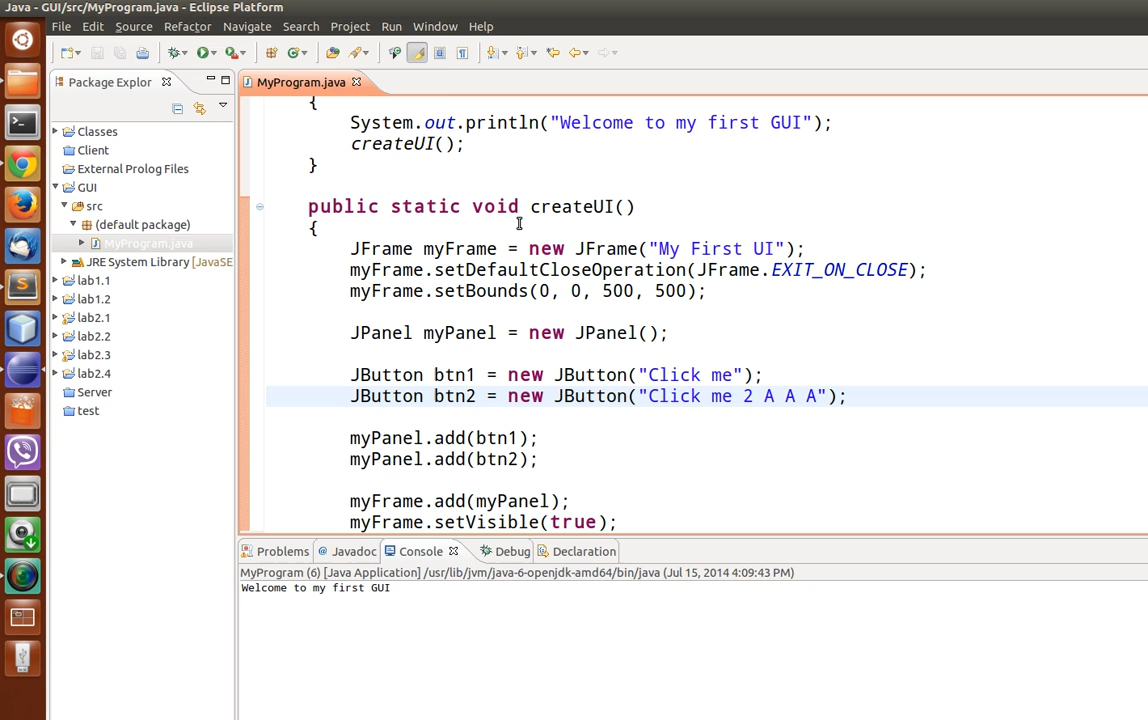 Java - GUI/src/MyProgram.java - Eclipse Platform
File Edit Source Refactor Navigate Search Project Run Window Help
Package Explor
MyProgram.java
Classes
Client
External Prolog Files
GUI
src
(default package)
MyProgram.java
JRE System Library [JavaSE
lab1.1
lab1.2
lab2.1
lab2.2
lab2.3
lab2.4
Server
test
{
System.out.println("Welcome to my first GUI");
createUI();
}
public static void createUI()
{
JFrame myFrame = new JFrame("My First UI");
myFrame.setDefaultCloseOperation(JFrame.EXIT_ON_CLOSE);
myFrame.setBounds(0, 0, 500, 500);
JPanel myPanel = new JPanel();
JButton btn1 = new JButton("Click me");
JButton btn2 = new JButton("Click me 2 A A A");
myPanel.add(btn1);
myPanel.add(btn2);
myFrame.add(myPanel);
myFrame.setVisible(true);
Problems Javadoc Console Debug Declaration
MyProgram (6) [Java Application] /usr/lib/jvm/java-6-openjdk-amd64/bin/java (Jul 15, 2014 4:09:43 PM)
Welcome to my first GUI